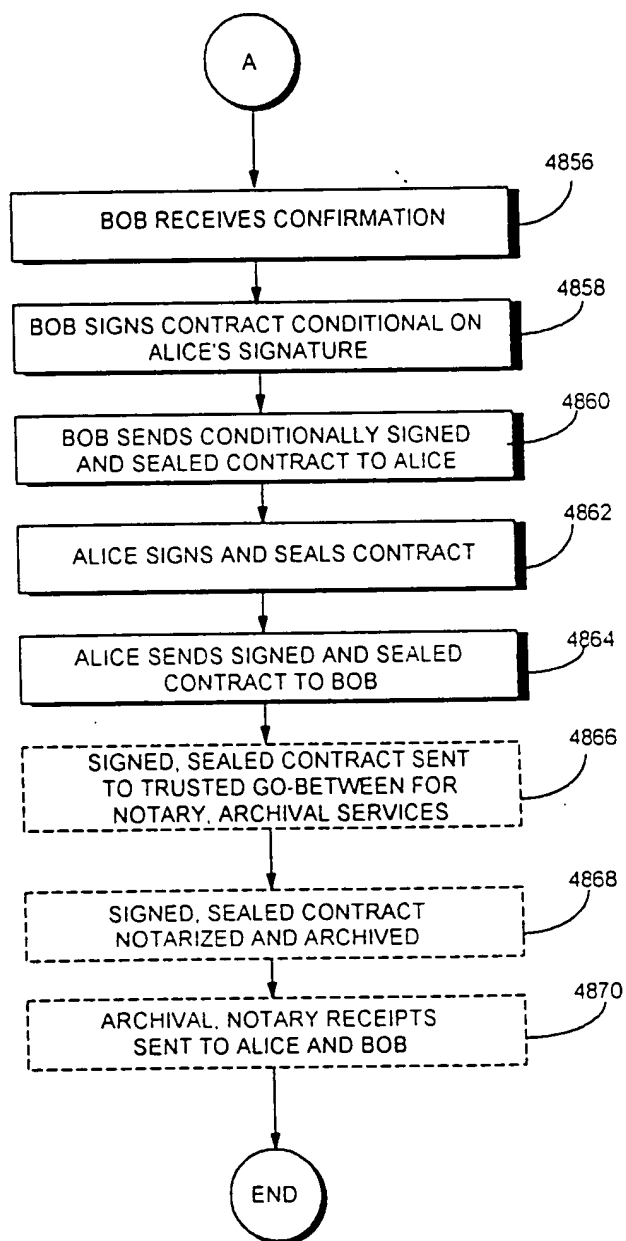 A
4856
BOB RECEIVES CONFIRMATION
4858
BOB SIGNS CONTRACT CONDITIONAL ON
ALICE'S SIGNATURE
4860
BOB SENDS CONDITIONALLY SIGNED
AND SEALED CONTRACT TO ALICE
4862
ALICE SIGNS AND SEALS CONTRACT
4864
ALICE SENDS SIGNED AND SEALED
CONTRACT TO BOB
4866
SIGNED, SEALED CONTRACT SENT
TO TRUSTED GO-BETWEEN FOR
NOTARY, ARCHIVAL SERVICES
4868
SIGNED, SEALED CONTRACT
NOTARIZED AND ARCHIVED
4870
ARCHIVAL, NOTARY RECEIPTS
SENT TO ALICE AND BOB
END